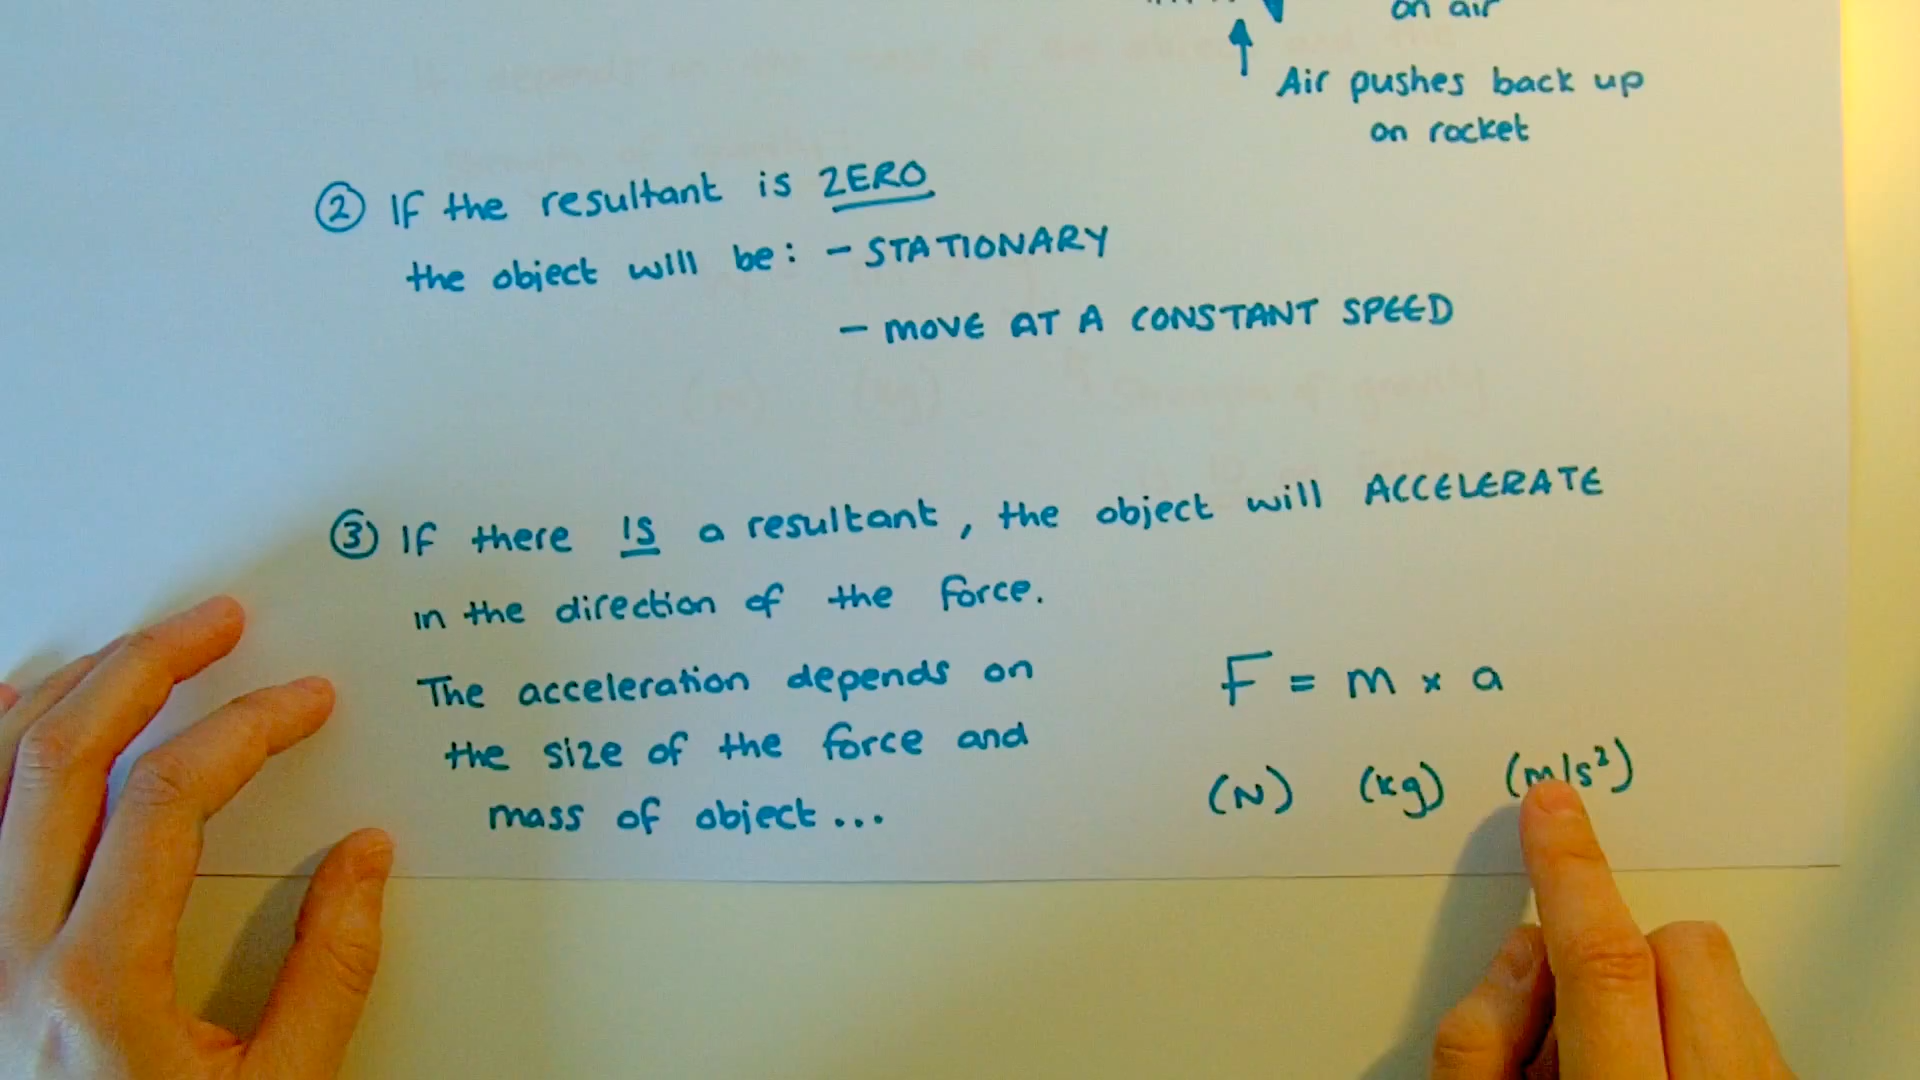 on air
Air pushes back up
on rocket
② If the resultant is ZERO
the object will be: - STATIONARY
- MOVE AT A CONSTANT SPEED
③ If there IS a resultant, the object will ACCELERATE
in the direction of the force.
The acceleration depends on
the size of the force and
mass of object...
F = m × a
(N) (kg) (m/s²)